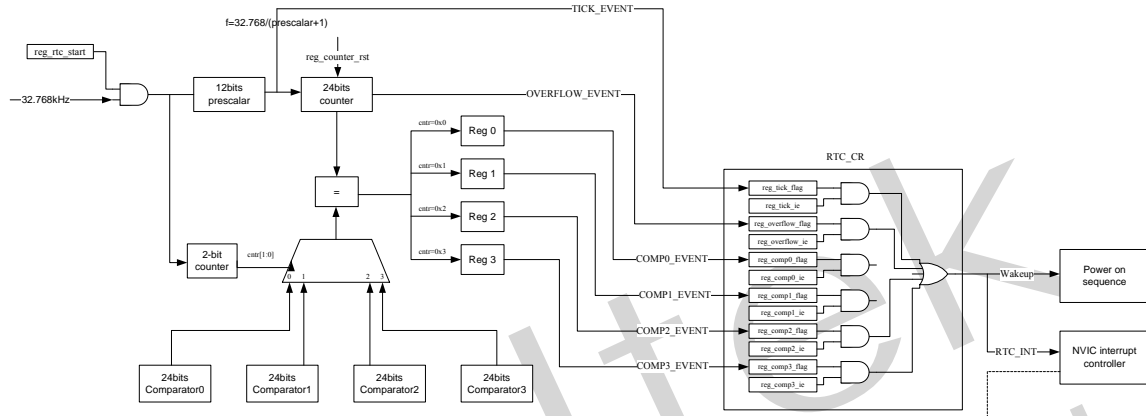 f=32.768/(prescalar+1)
TICK_EVENT
reg_rtc_start
reg_counter_rst
32.768kHz
12bits
prescalar
24bits
counter
OVERFLOW_EVENT
cntr=0x0
Reg 0
cntr=0x1
Reg 1
=
cntr=0x2
Reg 2
cntr=0x3
Reg 3
2-bit
counter
cntr[1:0]
0 1 2 3
24bits
Comparator0
24bits
Comparator1
24bits
Comparator2
24bits
Comparator3
RTC_CR
reg_tick_flag
reg_tick_ie
reg_overflow_flag
reg_overflow_ie
COMP0_EVENT
reg_comp0_flag
reg_comp0_ie
COMP1_EVENT
reg_comp1_flag
reg_comp1_ie
COMP2_EVENT
reg_comp2_flag
reg_comp2_ie
COMP3_EVENT
reg_comp3_flag
reg_comp3_ie
Wakeup
Power on
sequence
RTC_INT
NVIC interrupt
controller